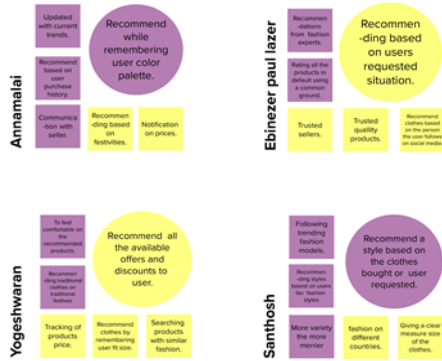 Annamalai
Updated
with current
trends.
Recommend
based on
user
purchase
history.
Communica
-tion with
seller.
Recommend
while
remembering
user color
palette.
Recommen
-ding based
on
festivities.
Notification
on prices.
Ebinezer paul lazer
Recommen
-dations
from fashion
experts.
Rating all the
products in
default using
a common
ground.
Recommen
-ding based
on users
requested
situation.
Trusted
sellers.
Trusted
quallity
products.
Recommend
clothes based
on the person
the user follows
on social media.
Yogeshwaran
To feel
comfortable on
the
recommended
products.
Recommen
-ding traditional
clothes on
traditional
festivals
Recommend all
the available
offers and
discounts to
user.
Tracking of
products
price.
Recommend
clothes by
remembering
user fit size.
Searching
products
with similar
fashion.
Santhosh
Following
trending
fashion
models.
Recommen
-ding styles
based on users
fav fashion
styles
More variety
the more
merrier
Recommend a
style based on
the clothes
bought or user
requested.
fashion on
different
countries.
Giving a clear
measure size
of the
clothes.